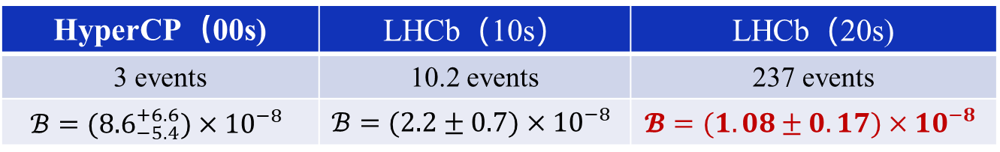 HyperCP（00s） LHCb（10s） LHCb（20s）
3 events 10.2 events 237 events
ℬ = (8.6^{+6.6}_{-5.4}) × 10^{−8} ℬ = (2.2 ± 0.7) × 10^{−8} ℬ = (1.08 ± 0.17) × 10^{−8}